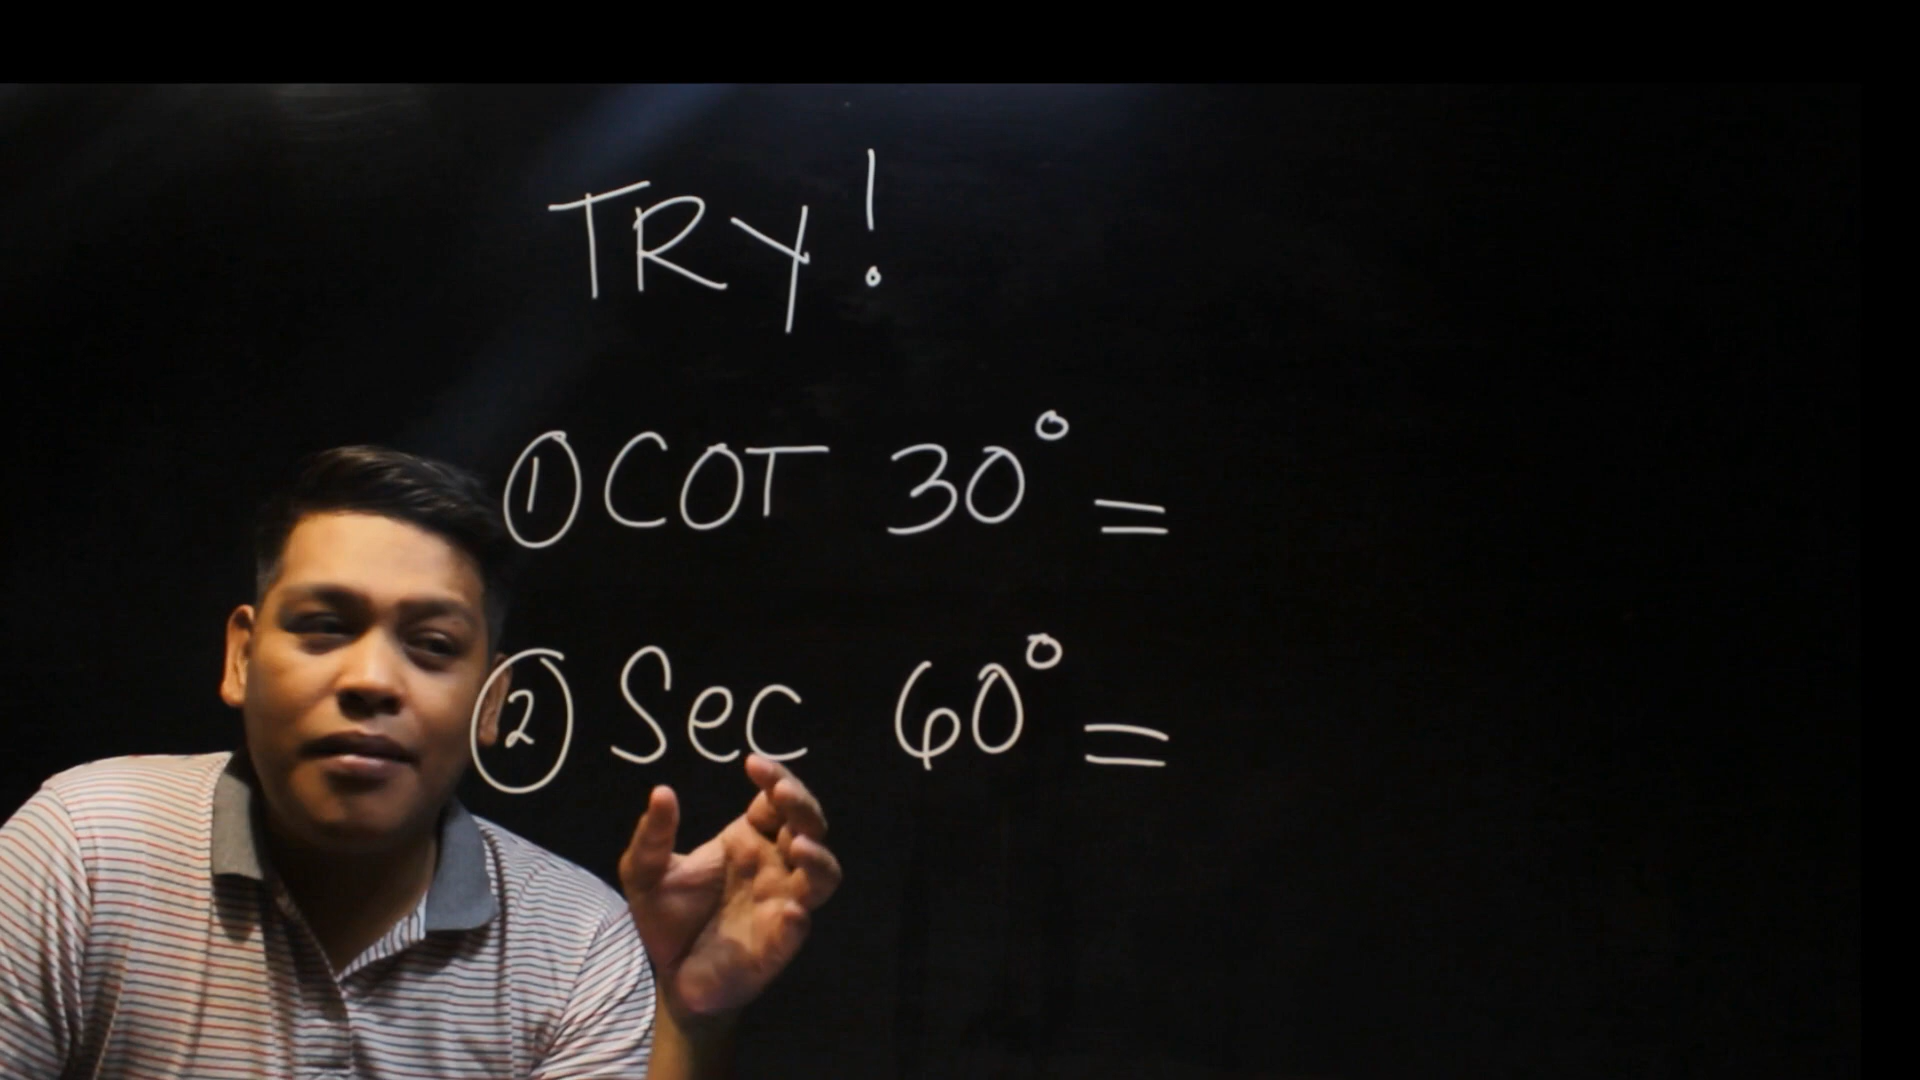 TRY!
① COT 30° =
② Sec 60° =